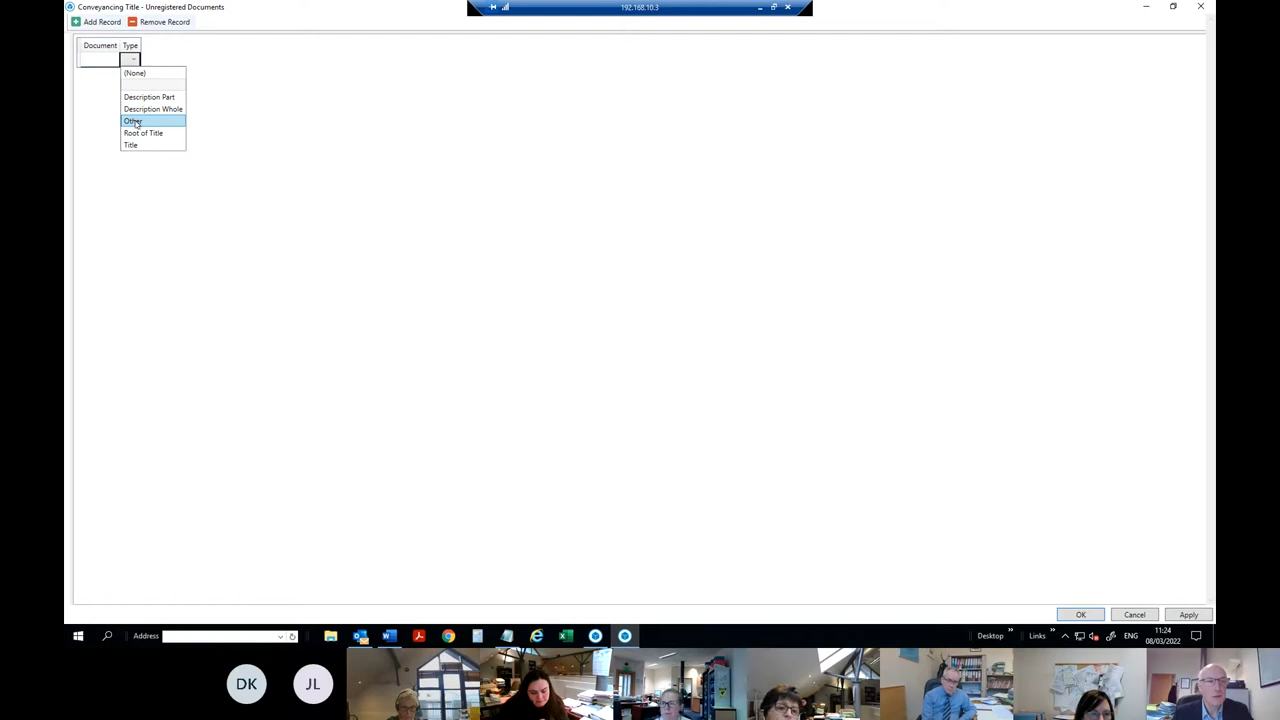 Conveyancing Title - Unregistered Documents
192.168.10.3
Add Record Remove Record
Document Type
(None)
Description Part
Description Whole
Other
Root of Title
Title
OK Cancel Apply
Address Desktop Links ENG 11:24
08/03/2022
DK JL